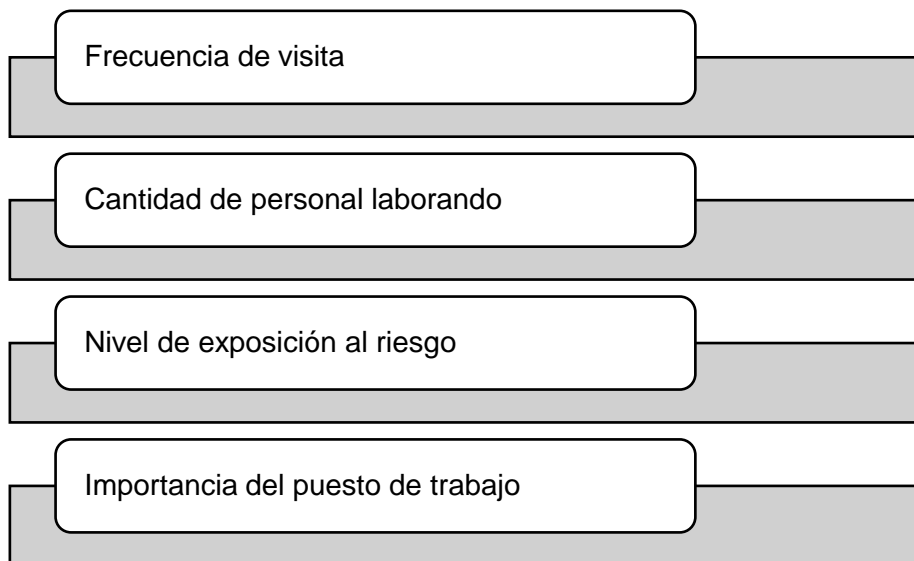 Frecuencia de visita
Cantidad de personal laborando
Nivel de exposición al riesgo
Importancia del puesto de trabajo